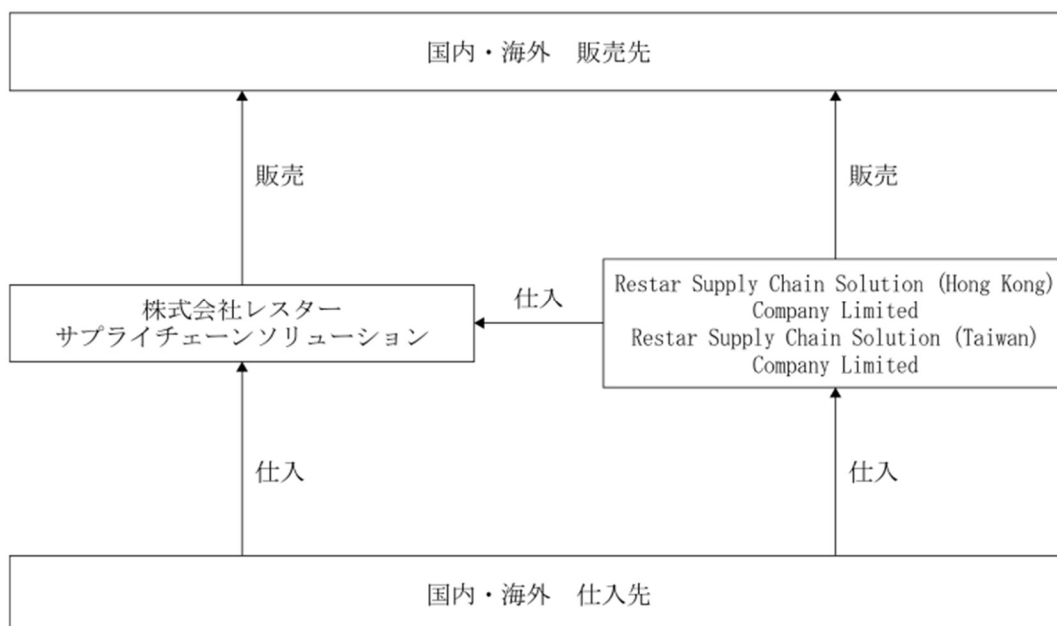 国内・海外　販売先
販売
販売
株式会社レスター
サプライチェーンソリューション
仕入
Restar Supply Chain Solution (Hong Kong)
Company Limited
Restar Supply Chain Solution (Taiwan)
Company Limited
仕入
仕入
国内・海外　仕入先